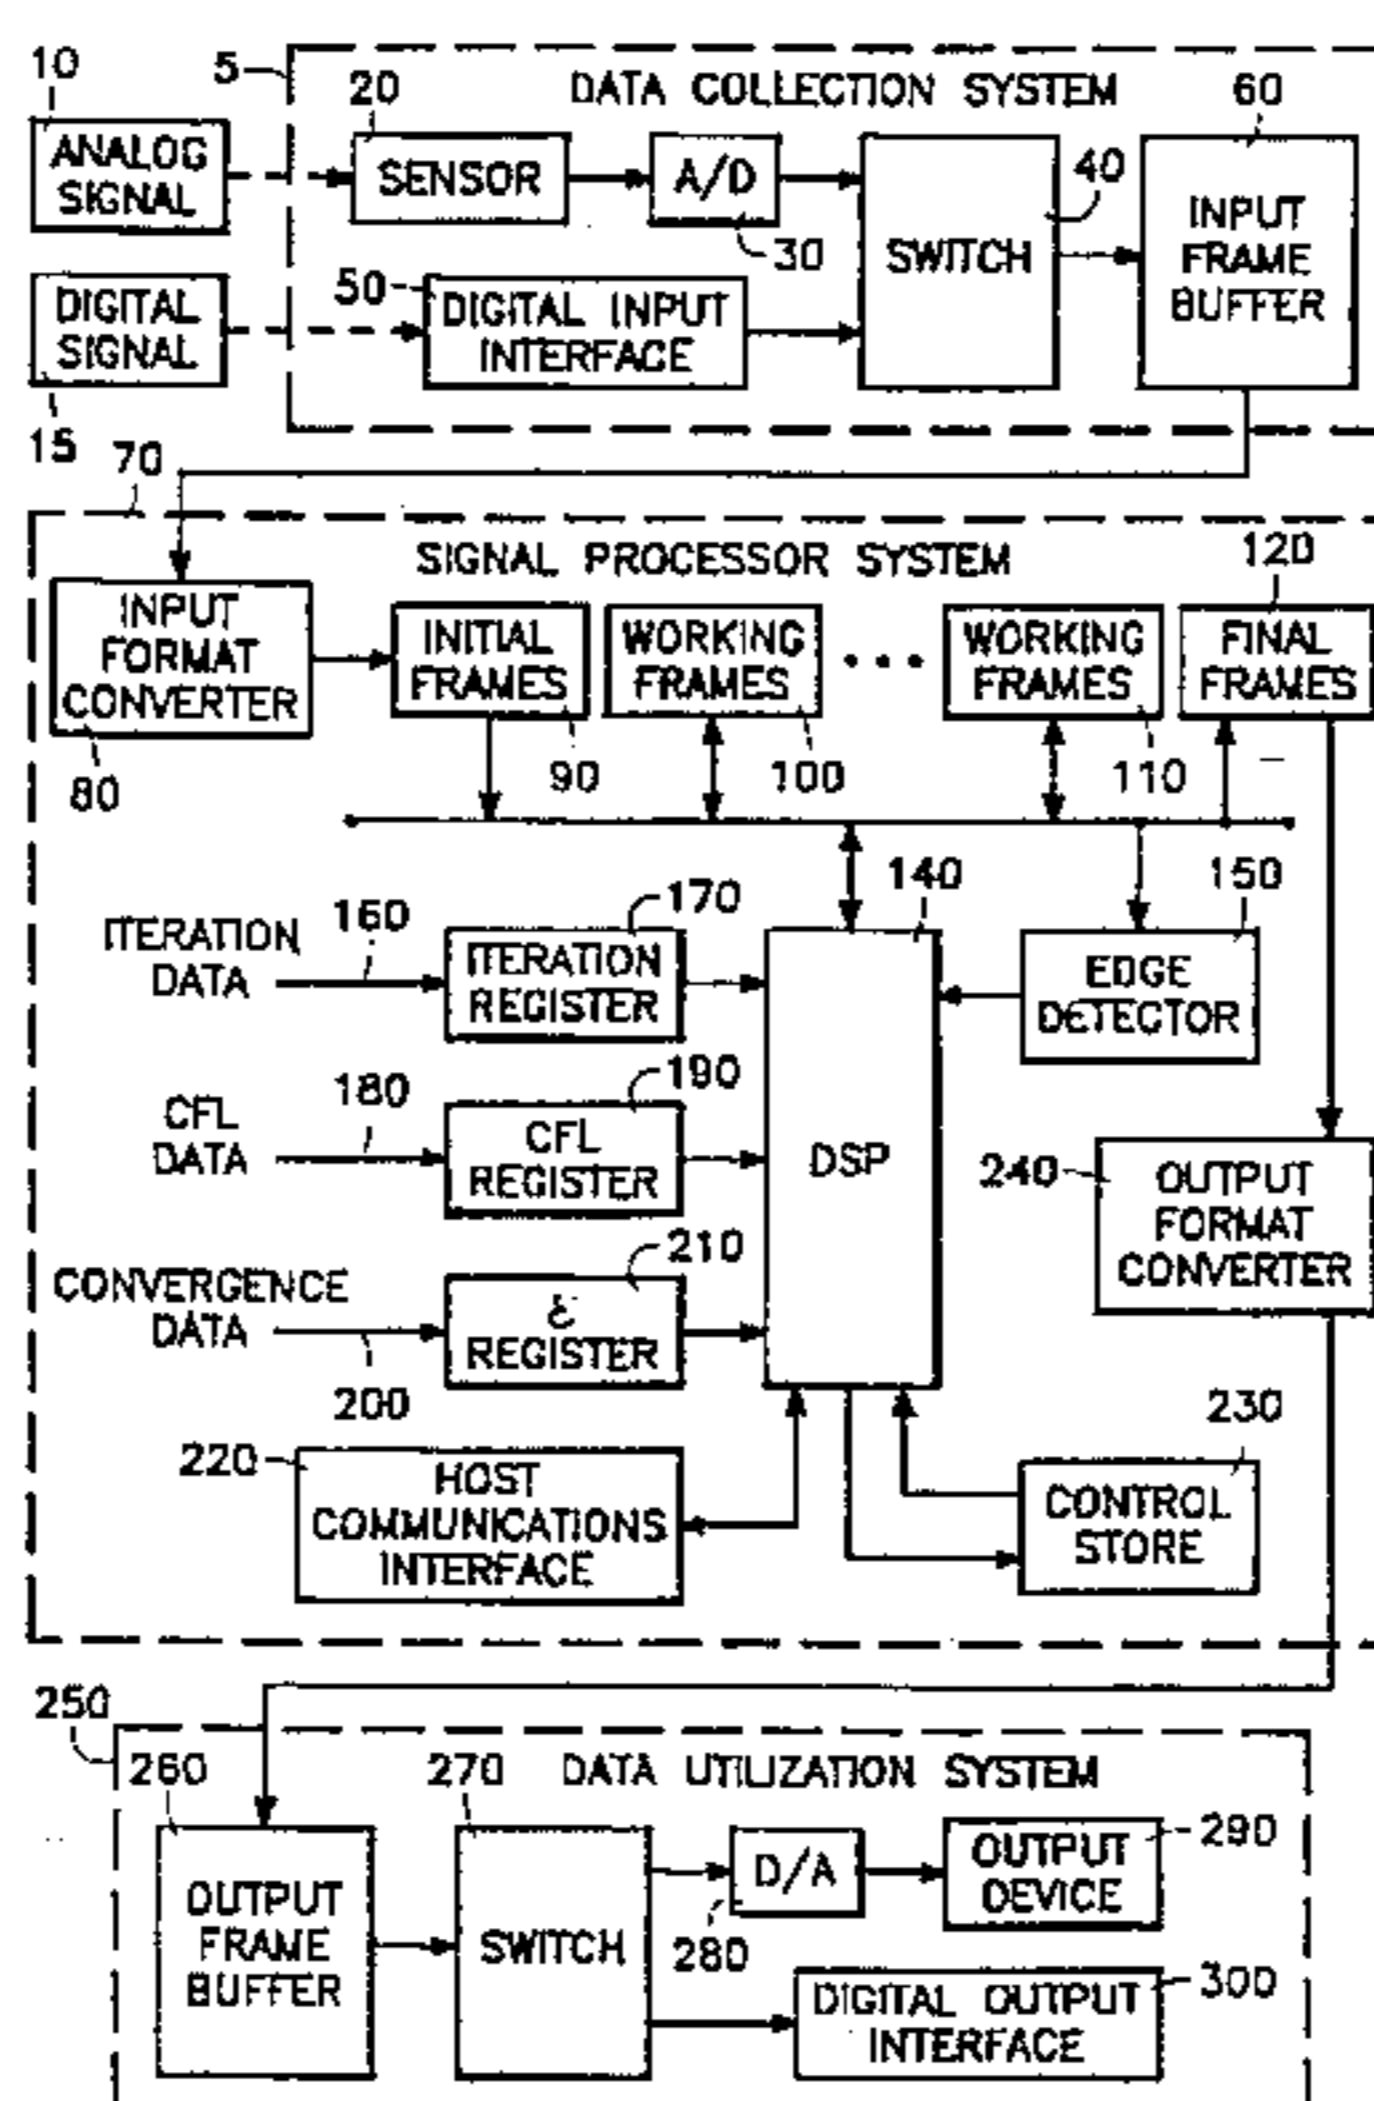 10
5
20
DATA COLLECTION SYSTEM
60
ANALOG
SIGNAL
SENSOR
A/D
40
30
SWITCH
INPUT
FRAME
BUFFER
DIGITAL
SIGNAL
50
DIGITAL INPUT
INTERFACE
15
70
SIGNAL PROCESSOR SYSTEM
120
INPUT
FORMAT
CONVERTER
INITIAL
FRAMES
WORKING
FRAMES
WORKING
FRAMES
FINAL
FRAMES
80
90
100
110
140
150
ITERATION
DATA
160
170
ITERATION
REGISTER
EDGE
DETECTOR
CFL
DATA
180
190
CFL
REGISTER
DSP
240
OUTPUT
FORMAT
CONVERTER
CONVERGENCE
DATA
200
210
ε
REGISTER
230
220
HOST
COMMUNICATIONS
INTERFACE
CONTROL
STORE
250
260
270
DATA UTILIZATION SYSTEM
OUTPUT
FRAME
BUFFER
SWITCH
D/A
280
OUTPUT
DEVICE
290
DIGITAL OUTPUT
INTERFACE
300